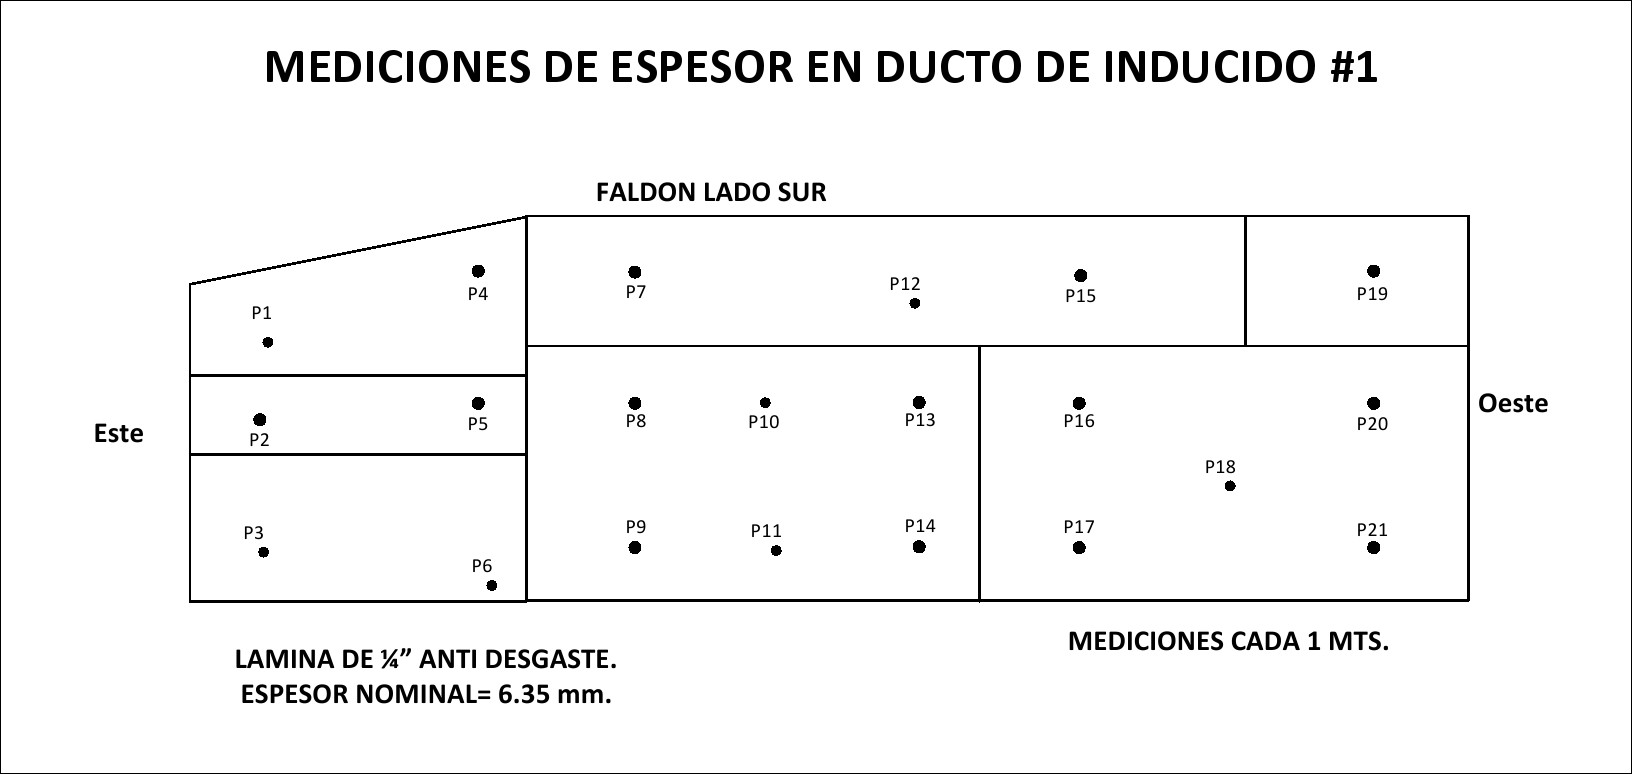 MEDICIONES DE ESPESOR EN DUCTO DE INDUCIDO #1
FALDON LADO SUR
P1
P4
P7
P12
P15
P19
Este
P2
P5
P8
P10
P13
P16
P20
Oeste
P18
P3
P6
P9
P11
P14
P17
P21
LAMINA DE ¼” ANTI DESGASTE.
ESPESOR NOMINAL= 6.35 mm.
MEDICIONES CADA 1 MTS.